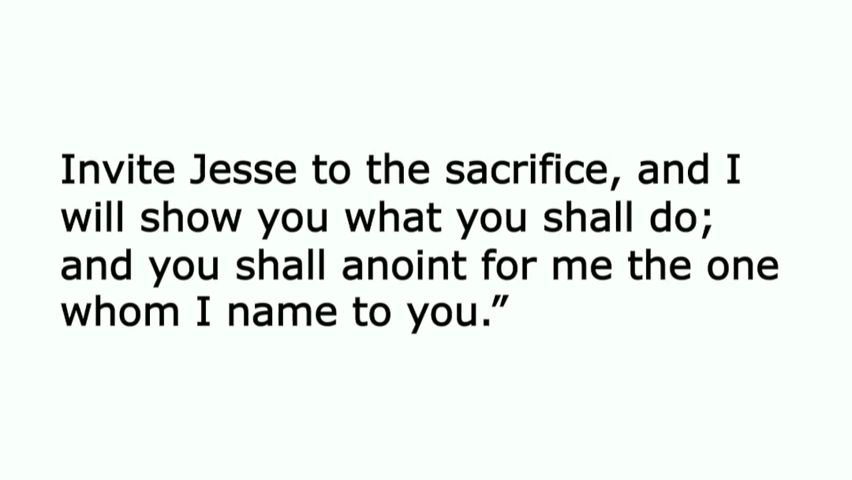 Invite Jesse to the sacrifice, and I
will show you what you shall do;
and you shall anoint for me the one
whom I name to you.”